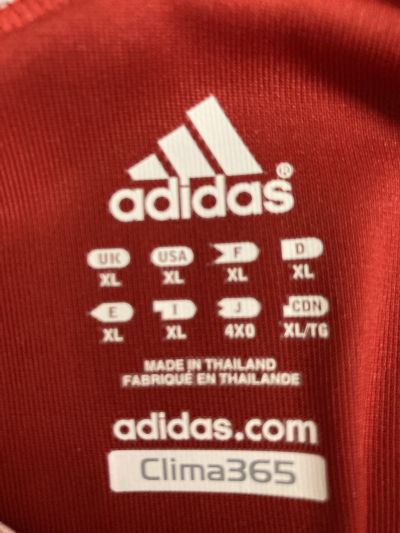 adidas®
UK USA F D
XL XL XL XL
E I J CDN
XL XL 4XO XL/TG
MADE IN THAILAND
FABRIQUE EN THAILANDE
adidas.com
Clima365